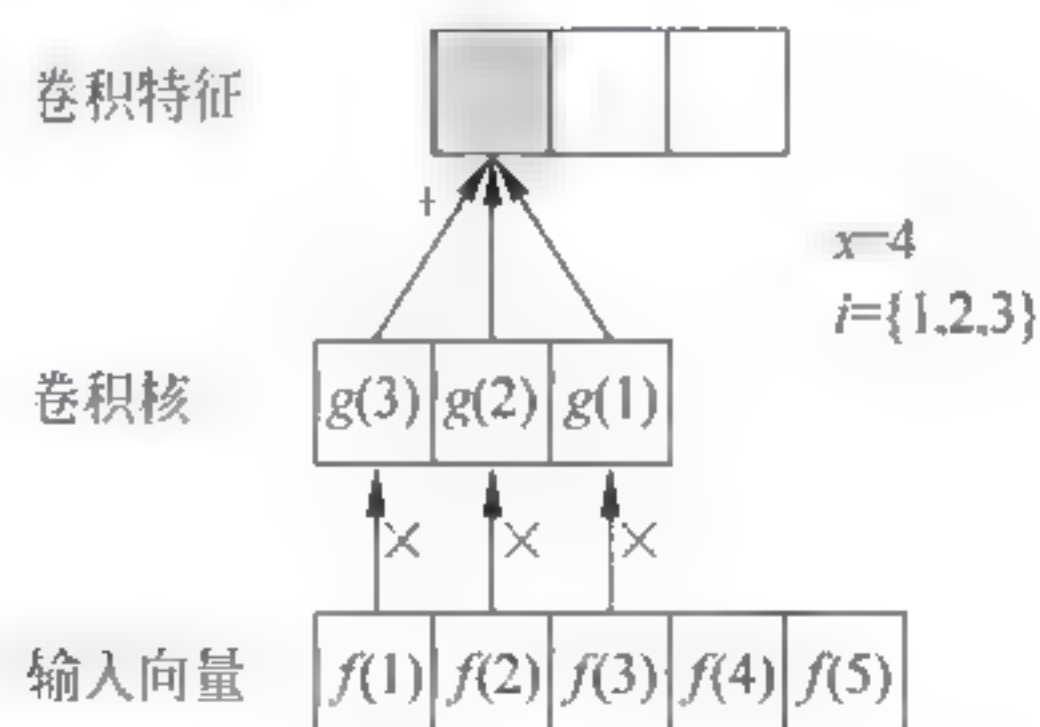 卷积特征
+
x=4
i={1,2,3}
卷积核 g(3) g(2) g(1)
× × ×
输入向量 f(1) f(2) f(3) f(4) f(5)